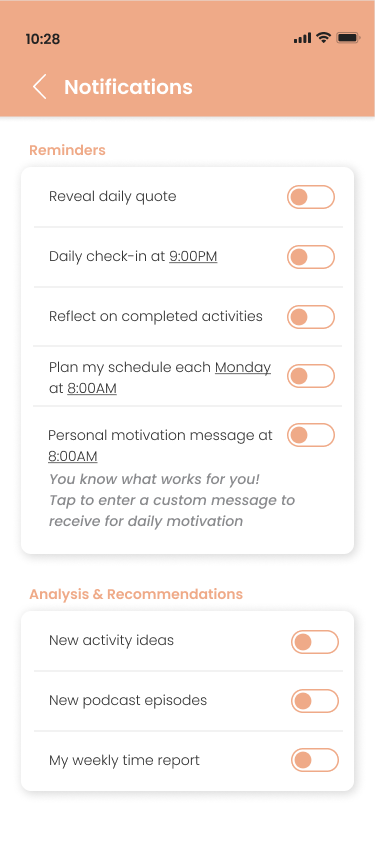 10:28
Notifications
Reminders
Reveal daily quote
Daily check-in at 9:00PM
Reflect on completed activities
Plan my schedule each Monday
at 8:00AM
Personal motivation message at
8:00AM
You know what works for you!
Tap to enter a custom message to
receive for daily motivation
Analysis & Recommendations
New activity ideas
New podcast episodes
My weekly time report